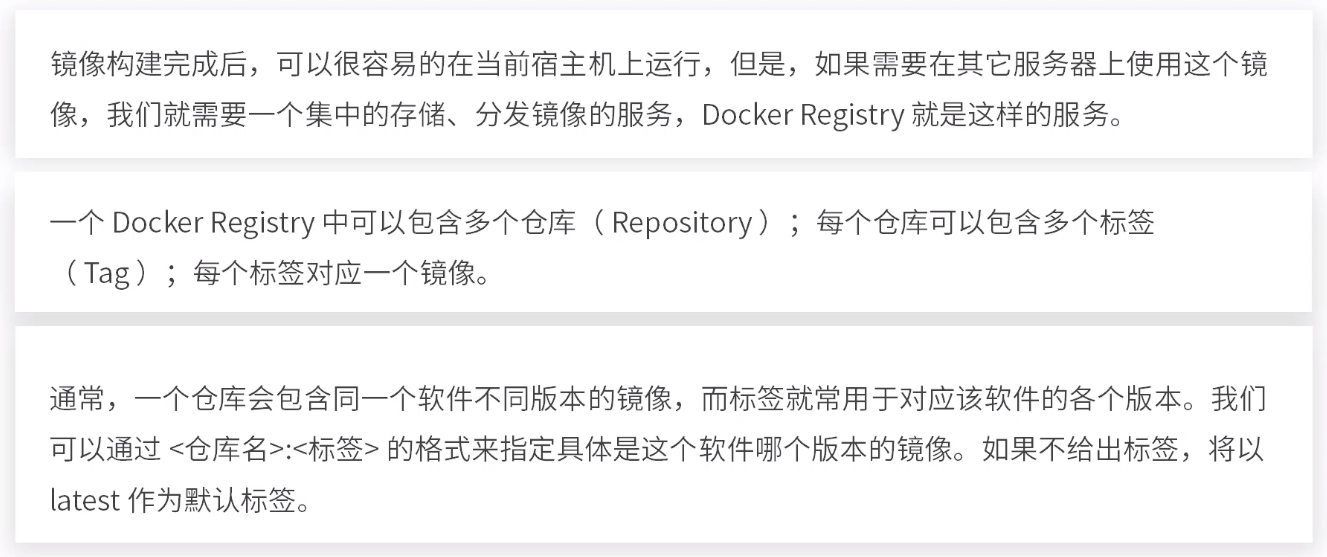 镜像构建完成后，可以很容易的在当前宿主机上运行，但是，如果需要在其它服务器上使用这个镜
像，我们就需要一个集中的存储、分发镜像的服务，Docker Registry 就是这样的服务。
一个 Docker Registry 中可以包含多个仓库（ Repository ）；每个仓库可以包含多个标签
（ Tag ）；每个标签对应一个镜像。
通常，一个仓库会包含同一个软件不同版本的镜像，而标签就常用于对应该软件的各个版本。我们
可以通过 <仓库名>:<标签> 的格式来指定具体是这个软件哪个版本的镜像。如果不给出标签，将以
latest 作为默认标签。